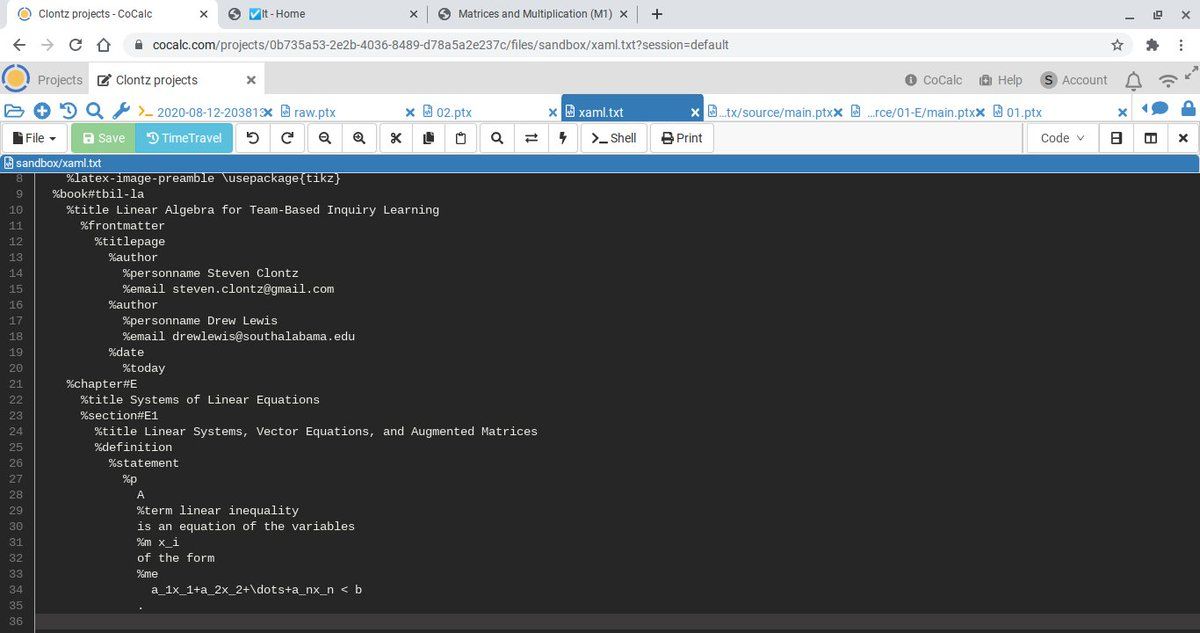 Clontz projects - CoCalc
✅It - Home
Matrices and Multiplication (M1)
cocalc.com/projects/0b735a53-2e2b-4036-8489-d78a5a2e237c/files/sandbox/xaml.txt?session=default
Projects
Clontz projects
CoCalc
Help
S Account
2020-08-12-203813
raw.ptx
02.ptx
xaml.txt
...tx/source/main.ptx
...rce/01-E/main.ptx
01.ptx
File
Save
TimeTravel
Shell
Print
Code
sandbox/xaml.txt
8 %latex-image-preamble \usepackage{tikz}
9 %book#tbil-la
10 %title Linear Algebra for Team-Based Inquiry Learning
11 %frontmatter
12 %titlepage
13 %author
14 %personname Steven Clontz
15 %email steven.clontz@gmail.com
16 %author
17 %personname Drew Lewis
18 %email drewlewis@southalabama.edu
19 %date
20 %today
21 %chapter#E
22 %title Systems of Linear Equations
23 %section#E1
24 %title Linear Systems, Vector Equations, and Augmented Matrices
25 %definition
26 %statement
27 %p
28 A
29 %term linear inequality
30 is an equation of the variables
31 %m x_i
32 of the form
33 %me
34 a_1x_1+a_2x_2+\dots+a_nx_n < b
35 .
36